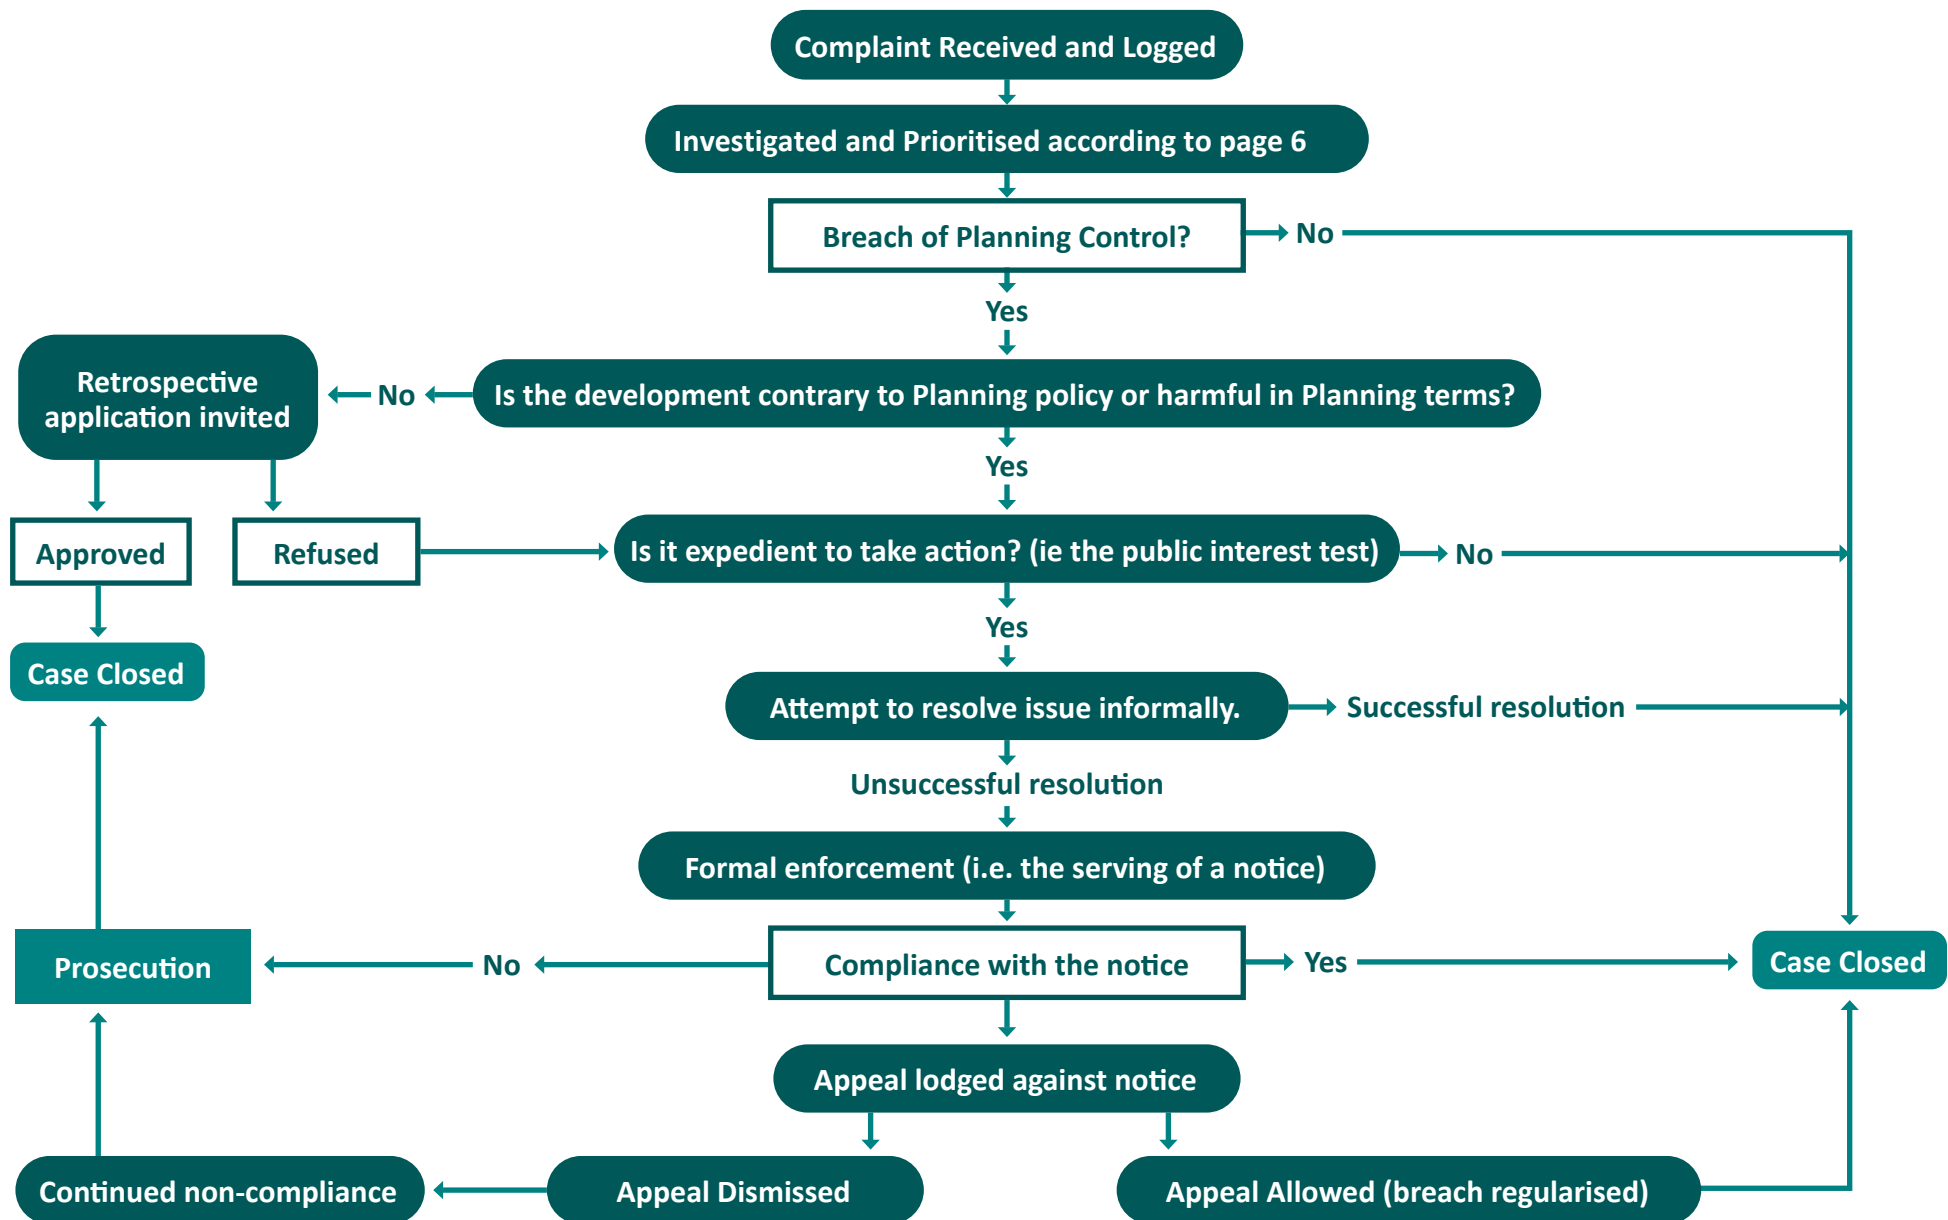 Complaint Received and Logged
Investigated and Prioritised according to page 6
Breach of Planning Control?
No
Yes
Retrospective
application invited
No
Is the development contrary to Planning policy or harmful in Planning terms?
Yes
Approved
Refused
Is it expedient to take action? (ie the public interest test)
No
Yes
Case Closed
Attempt to resolve issue informally.
Successful resolution
Unsuccessful resolution
Formal enforcement (i.e. the serving of a notice)
Prosecution
No
Compliance with the notice
Yes
Case Closed
Appeal lodged against notice
Continued non-compliance
Appeal Dismissed
Appeal Allowed (breach regularised)